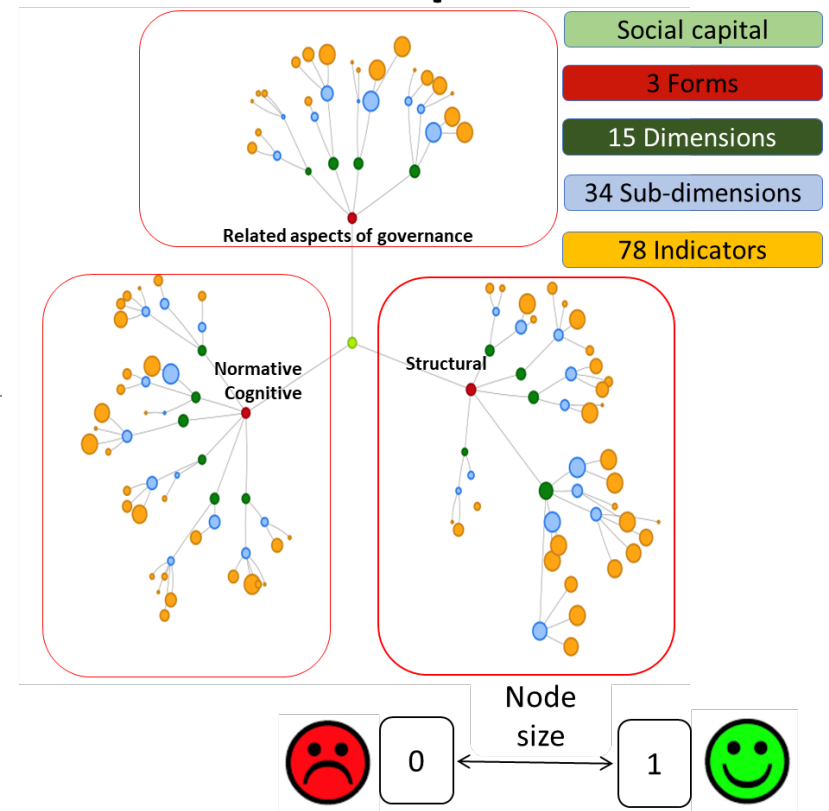 Social capital
3 Forms
15 Dimensions
34 Sub-dimensions
78 Indicators
Related aspects of governance
Normative
Cognitive
Structural
Node
size
0
1